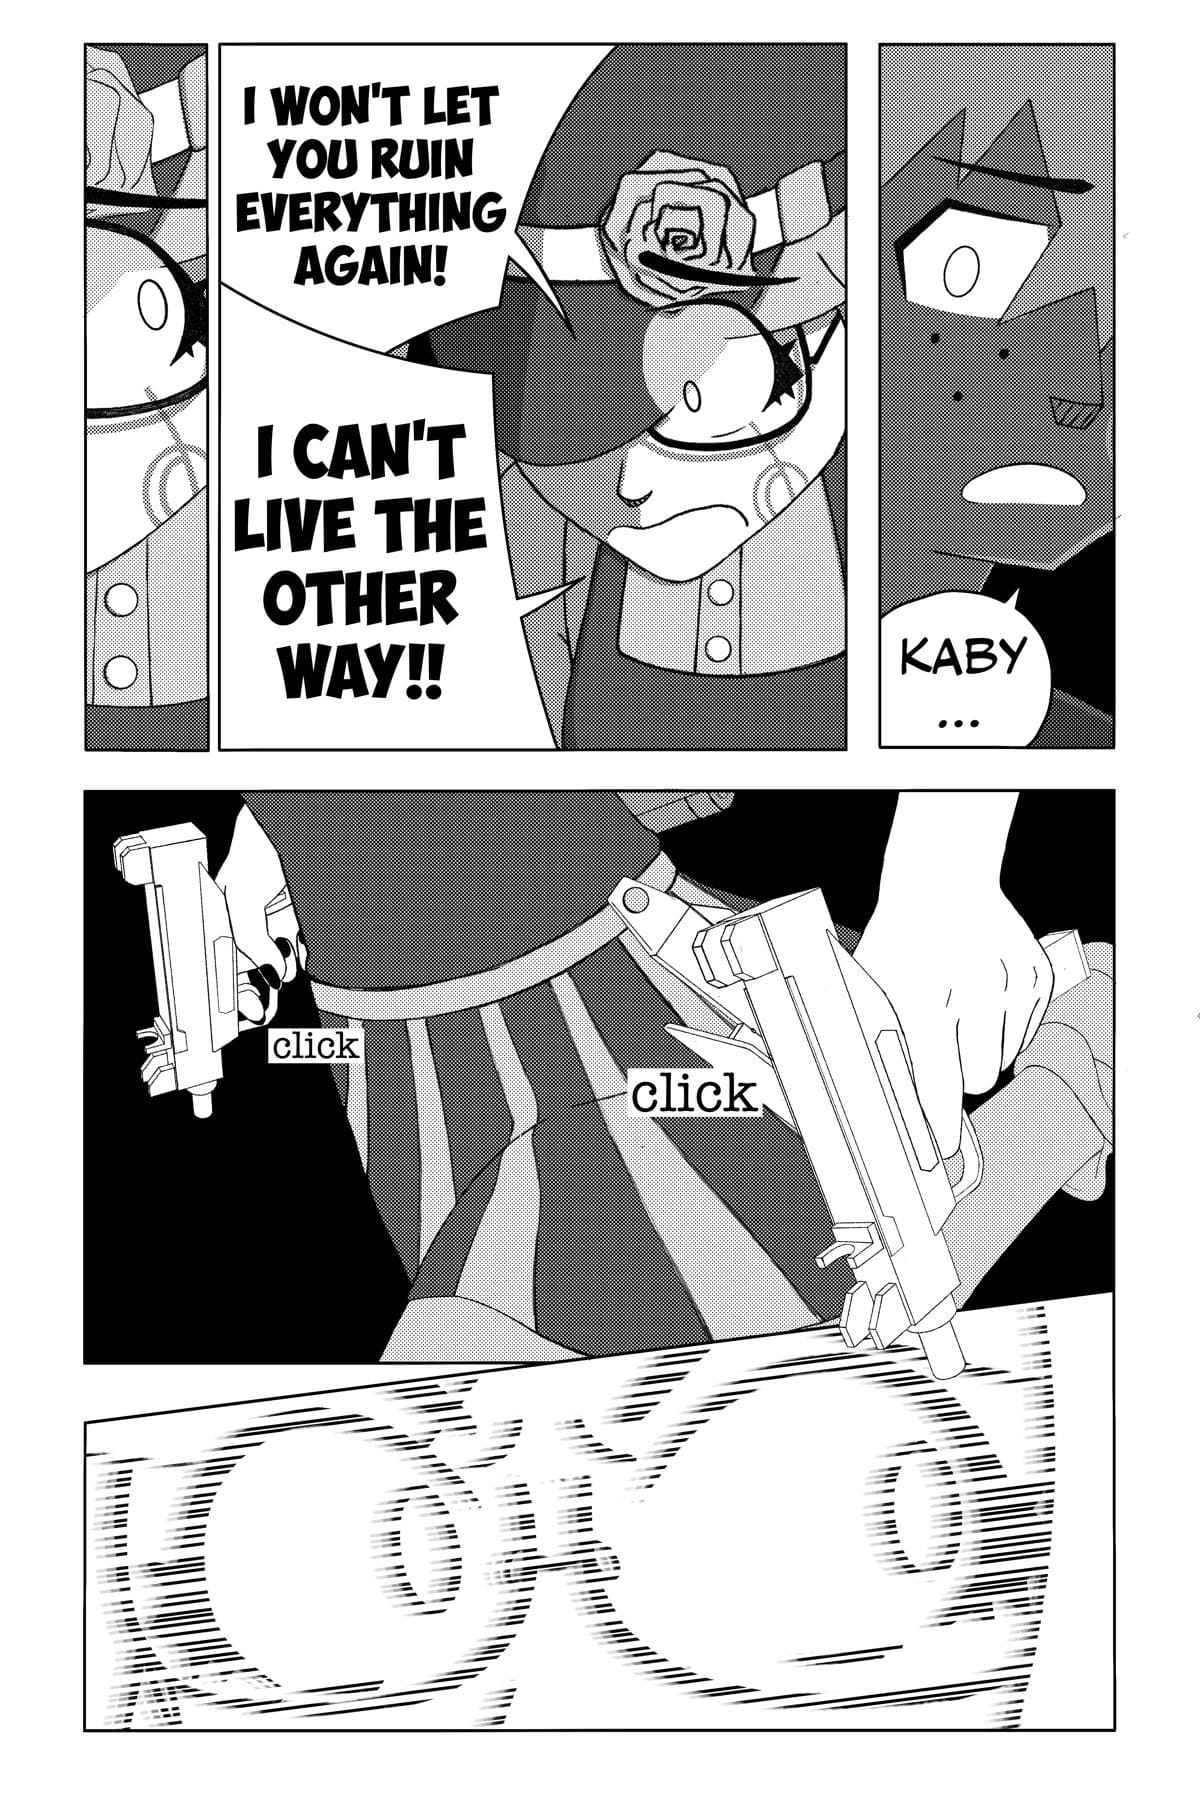 I WON'T LET
YOU RUIN
EVERYTHING
AGAIN!
I CAN'T
LIVE THE
OTHER
WAY!!
KABY
...
click
click